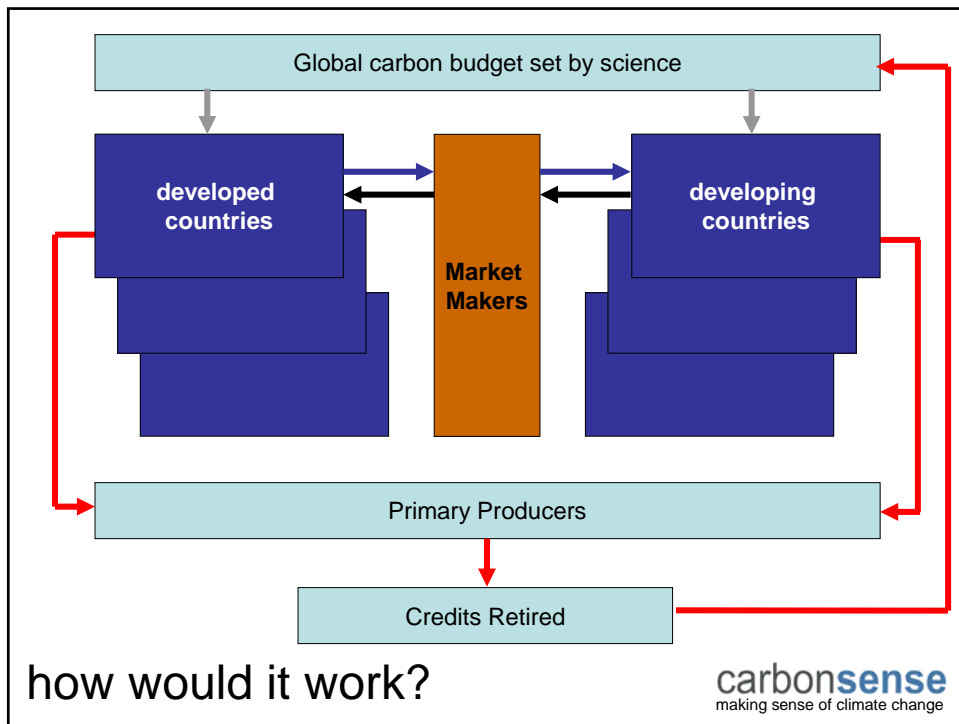 Global carbon budget set by science
developed
countries
developing
countries
Market
Makers
Primary Producers
Credits Retired
how would it work?
carbonsense
making sense of climate change